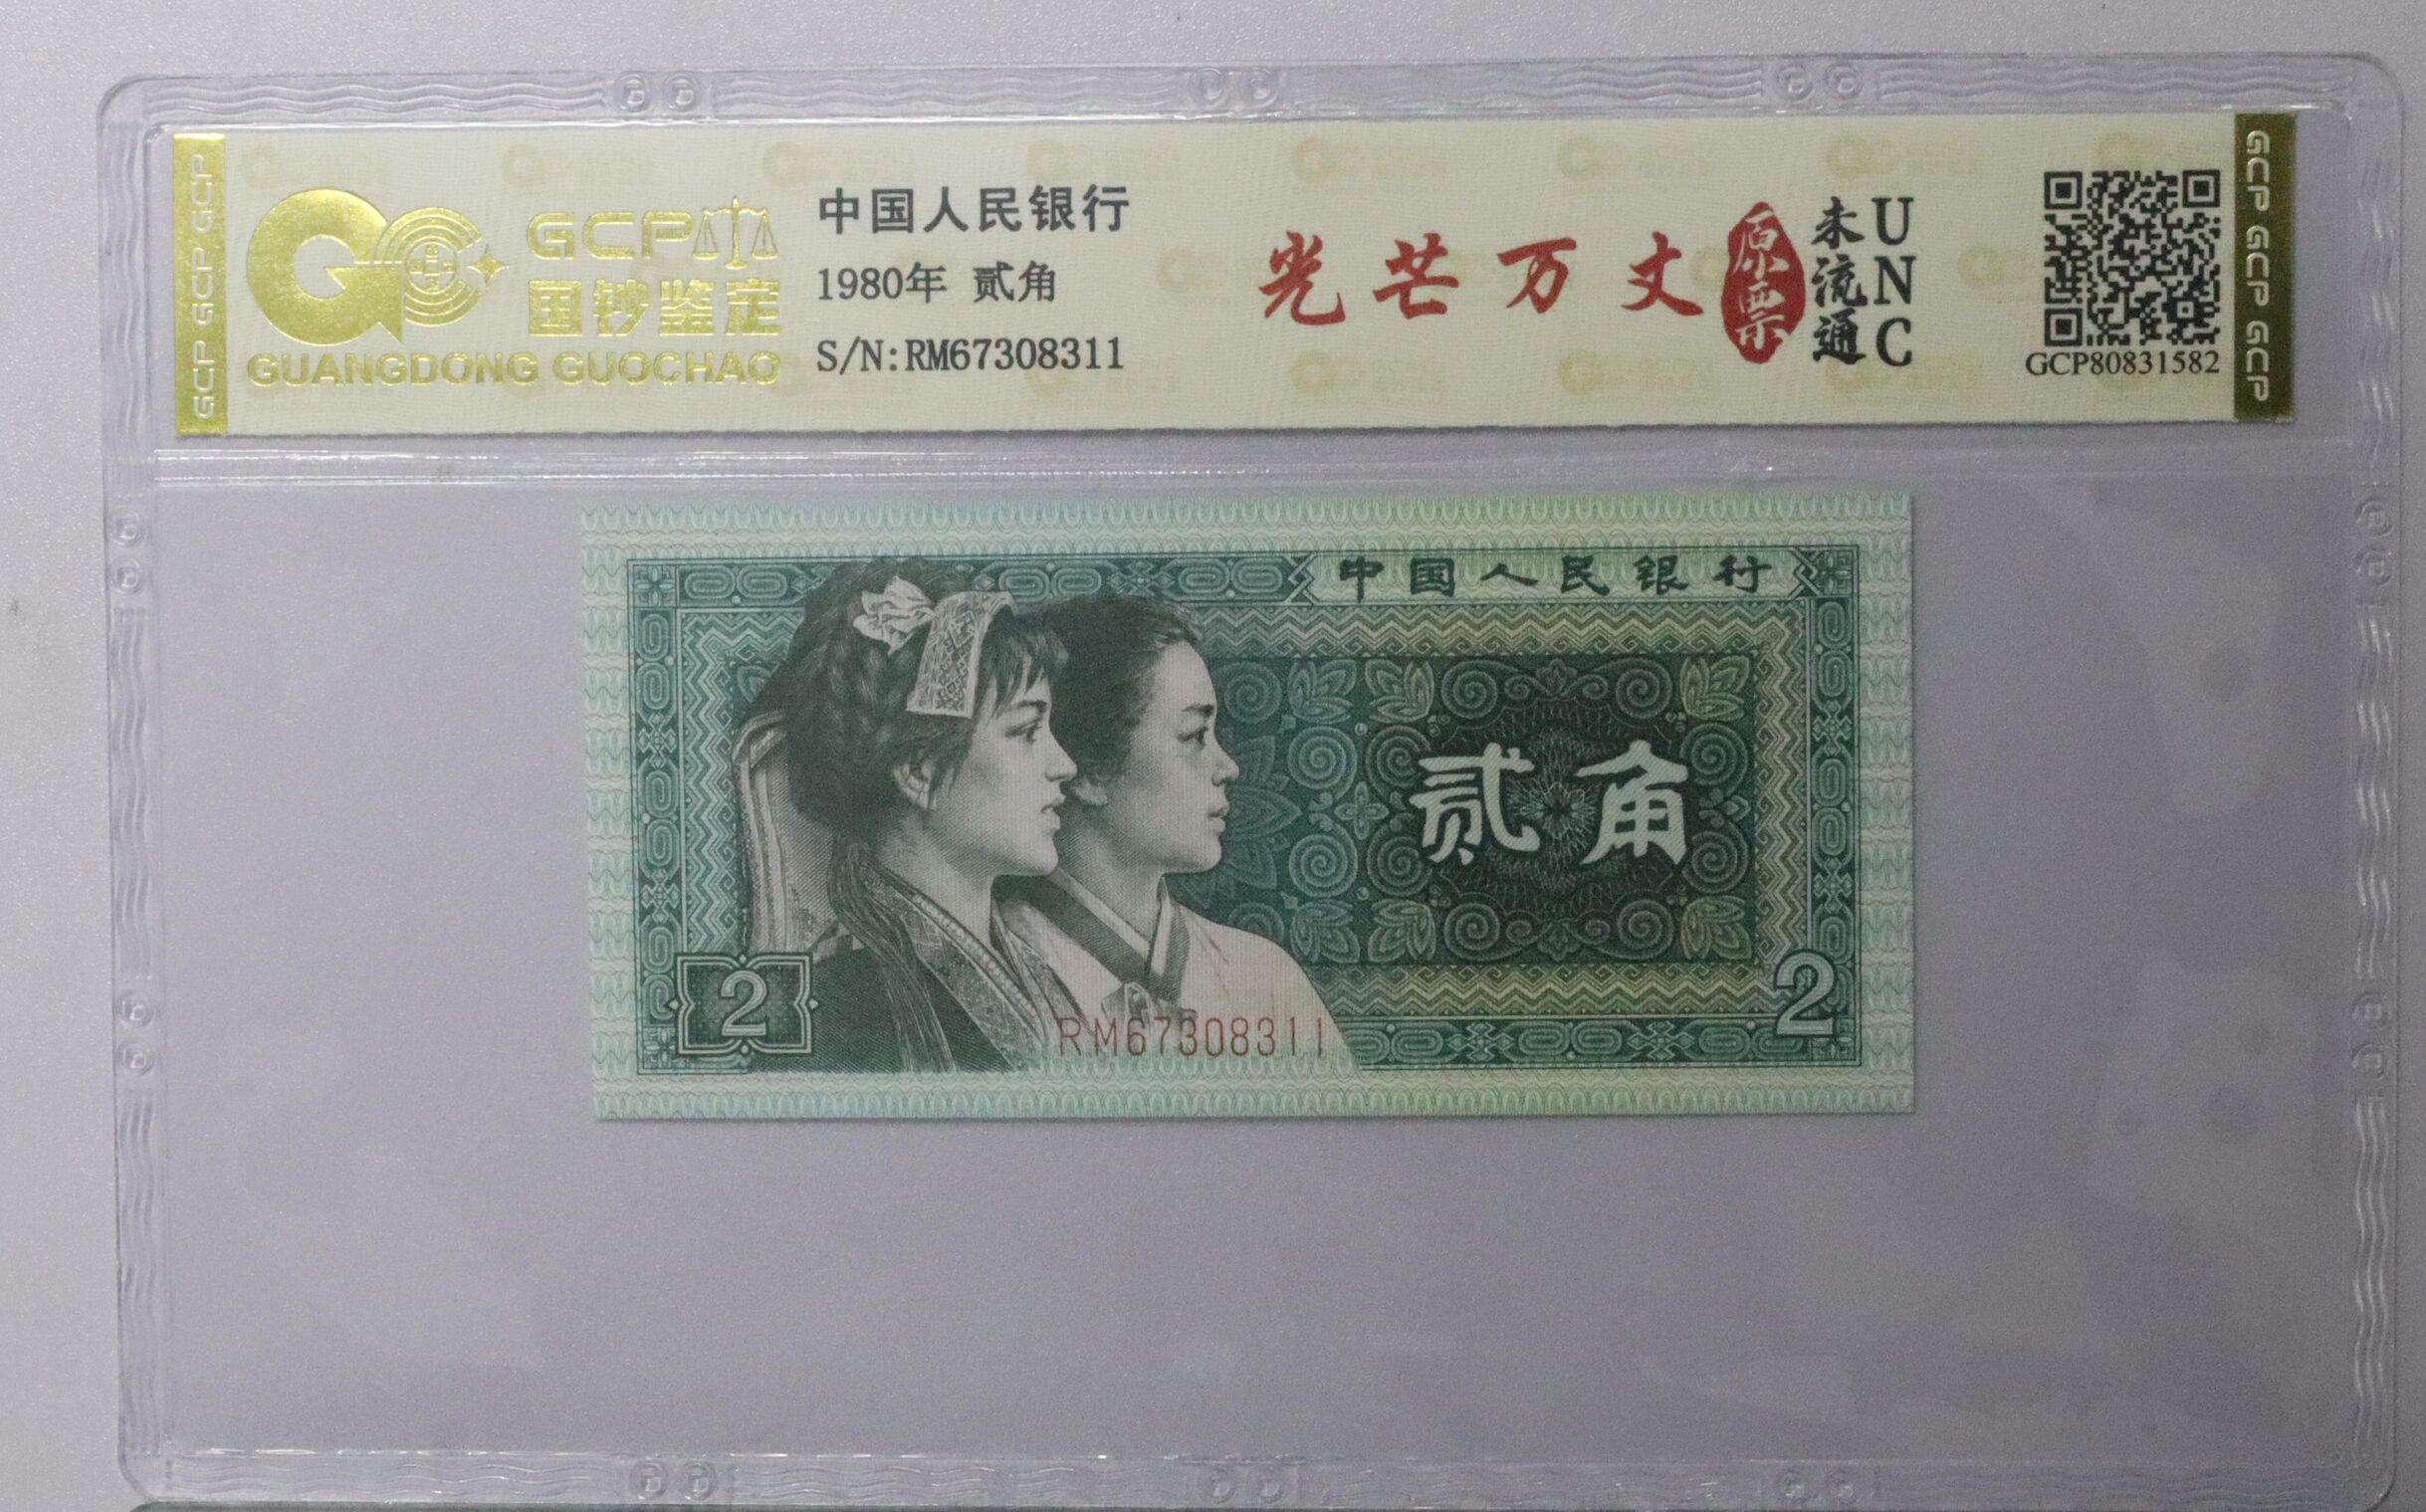 GCP GCP GCP
GCP
国钞鉴定
GUANGDONG GUOCHAO
中国人民银行
1980年 贰角
S/N:RM67308311
光芒万丈
原票
未流通
UNC
GCP80831582
GCP GCP GCP
中国人民银行
贰角
2
2
RM67308311